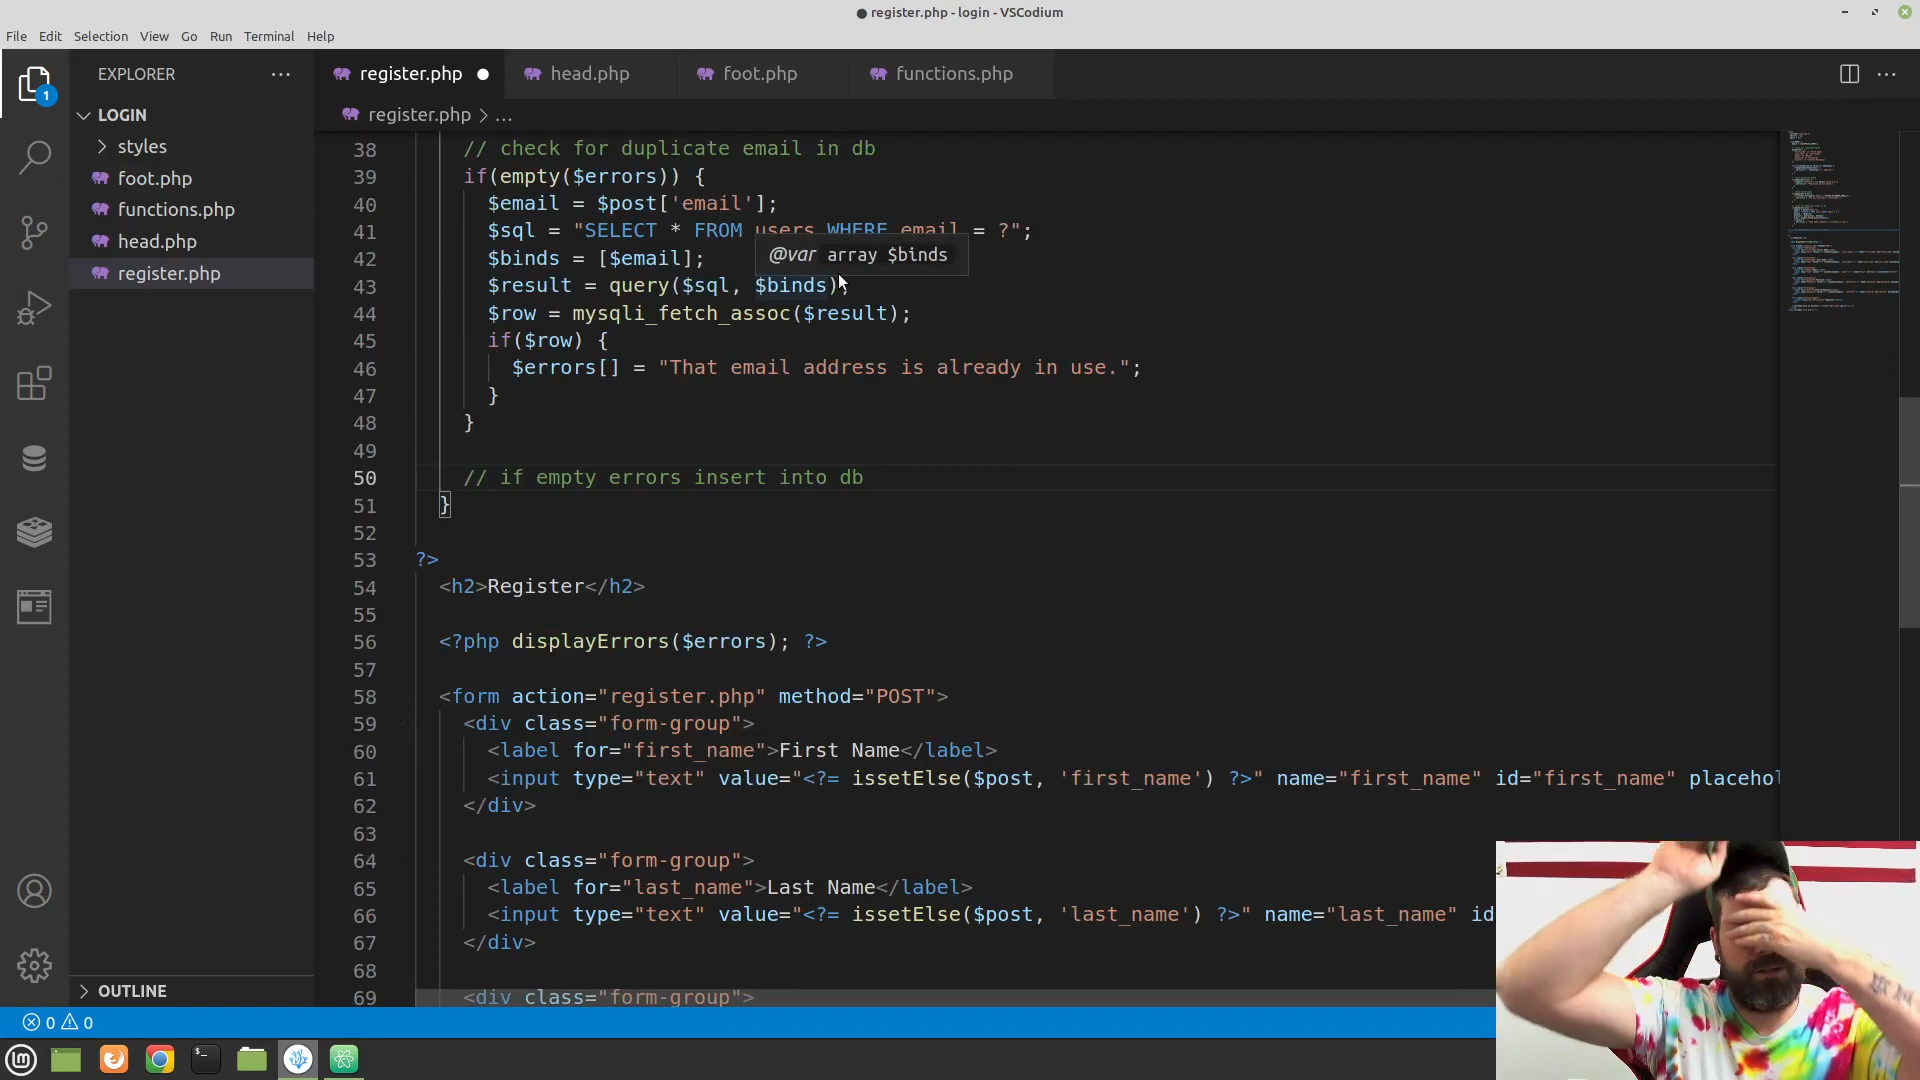 register.php - login - VSCodium
File Edit Selection View Go Run Terminal Help
EXPLORER
register.php head.php foot.php functions.php
1
LOGIN
register.php > ...
styles
foot.php
functions.php
head.php
register.php
38 // check for duplicate email in db
39 if(empty($errors)) {
40 $email = $post['email'];
41 $sql = "SELECT * FROM users WHERE email = ?";
@var array $binds
42 $binds = [$email];
43 $result = query($sql, $binds);
44 $row = mysqli_fetch_assoc($result);
45 if($row) {
46 $errors[] = "That email address is already in use.";
47 }
48 }
49
50 // if empty errors insert into db
51 }
52
53 ?>
54 <h2>Register</h2>
55
56 <?php displayErrors($errors); ?>
57
58 <form action="register.php" method="POST">
59 <div class="form-group">
60 <label for="first_name">First Name</label>
61 <input type="text" value="<?= issetElse($post, 'first_name') ?>" name="first_name" id="first_name" placehol
62 </div>
63
64 <div class="form-group">
65 <label for="last_name">Last Name</label>
66 <input type="text" value="<?= issetElse($post, 'last_name') ?>" name="last_name" id
67 </div>
68
69 <div class="form-group">
OUTLINE
0 0